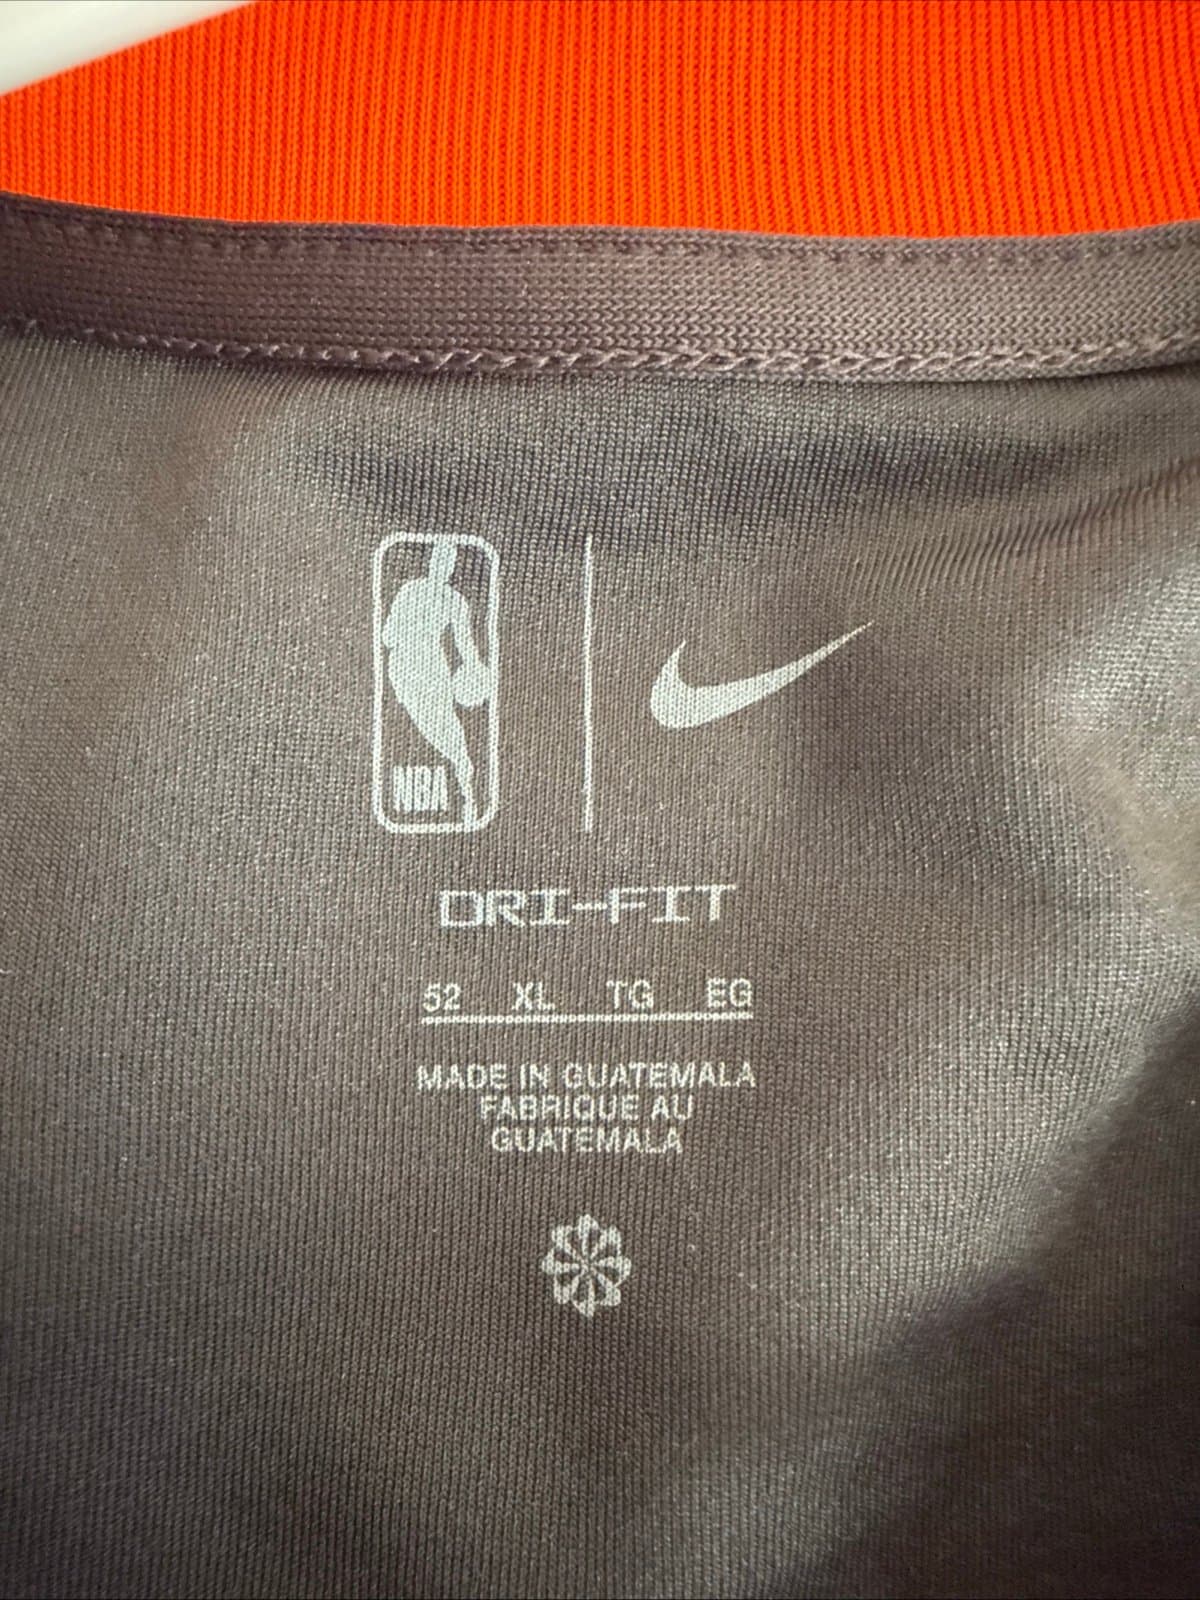 NBA
DRI-FIT
52 XL TG EG
MADE IN GUATEMALA
FABRIQUE AU
GUATEMALA